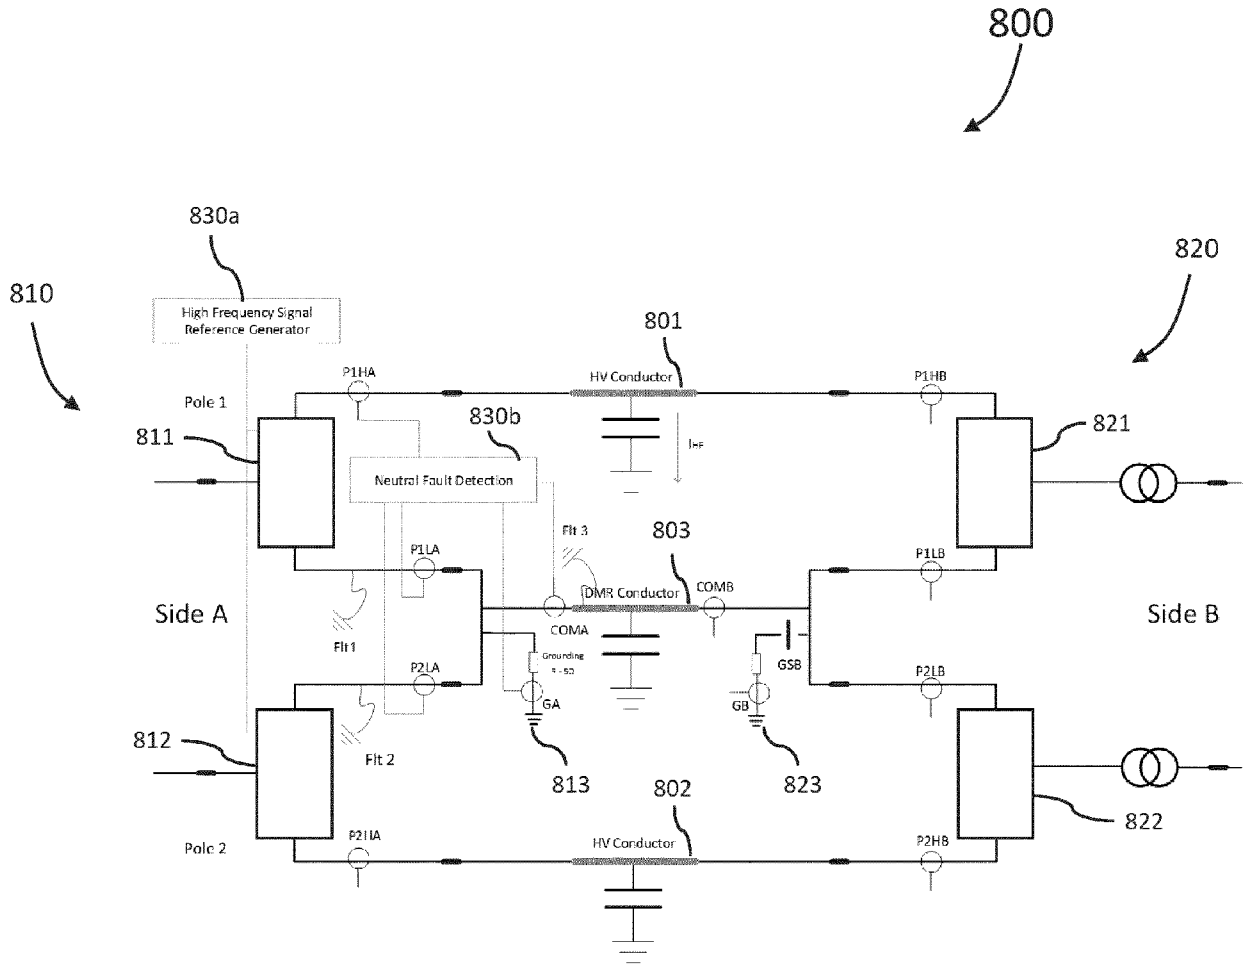 800
830a
820
810
High Frequency Signal
Reference Generator
801
P1HA
HV Conductor
P1HB
Pole 1
830b
811
821
IHF
Neutral Fault Detection
Flt 3
803
P1LA
P1LB
DMR Conductor
COMB
Side A
Side B
COMA
Flt1
Grounding
GSB
P2LA
P2LB
GA
GB
812
Flt 2
813
802
823
822
Pole 2
P2HA
HV Conductor
P2HB